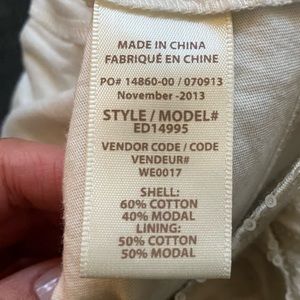 MADE IN CHINA
FABRIQUÉ EN CHINE
PO# 14860-00 / 070913
November -2013
STYLE / MODEL#
ED14995
VENDOR CODE / CODE
VENDEUR#
WE0017
SHELL:
60% COTTON
40% MODAL
LINING:
50% COTTON
50% MODAL